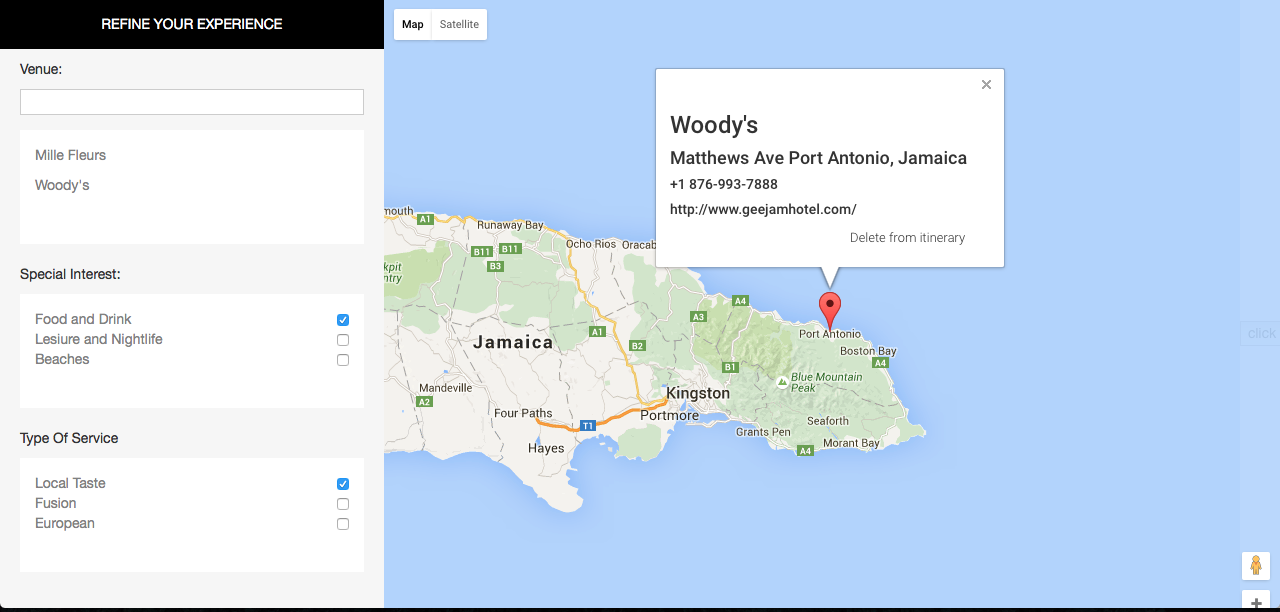 REFINE YOUR EXPERIENCE
Venue:
Mille Fleurs
Woody's
Special Interest:
Food and Drink
Lesiure and Nightlife
Beaches
Type Of Service
Local Taste
Fusion
European
Map
Satellite
×
Woody's
Matthews Ave Port Antonio, Jamaica
+1 876-993-7888
http://www.geejamhotel.com/
Delete from itinerary
mouth
A1
Runaway Bay
Ocho Rios
Oracab
B11
B11
B3
kpit
ntry
A4
A3
A1
B2
Port Antonio
Jamaica
Boston Bay
A4
B1
Blue Mountain
Peak
Mandeville
A2
Kingston
Four Paths
Portmore
T1
Seaforth
Grants Pen
Hayes
Morant Bay
A4
click
+